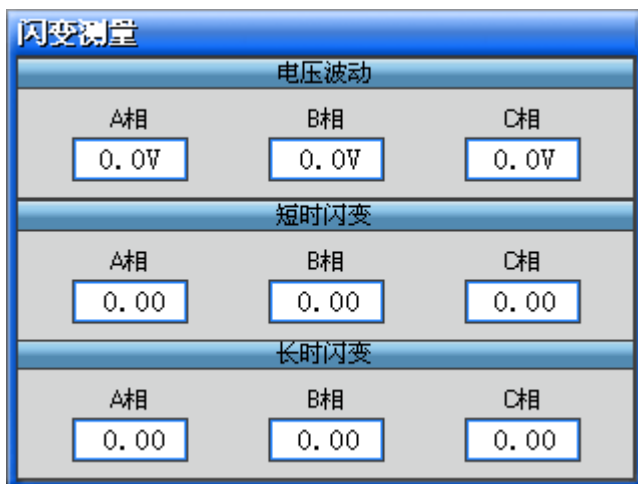 闪变测量
电压波动
A相 B相 C相
0.0V 0.0V 0.0V
短时闪变
A相 B相 C相
0.00 0.00 0.00
长时闪变
A相 B相 C相
0.00 0.00 0.00